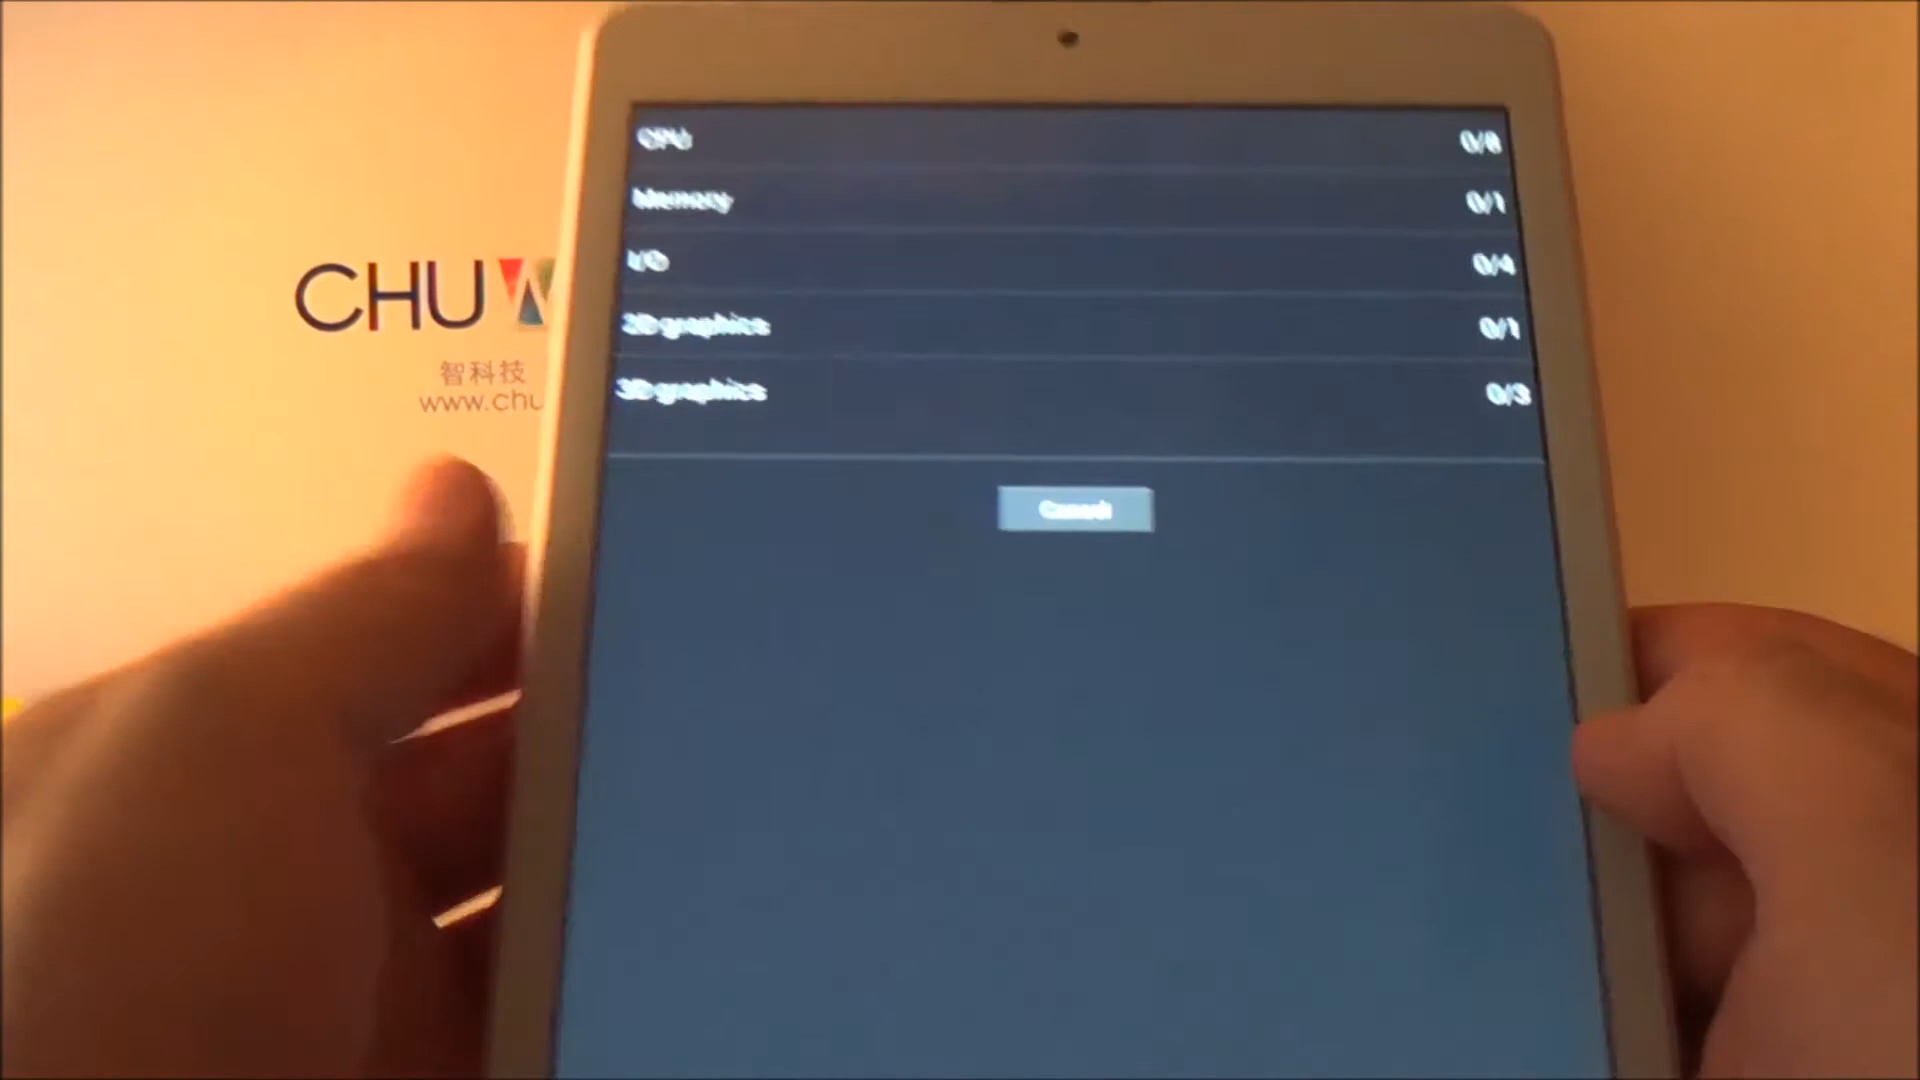 CPU 0/8
Memory 0/1
I/O 0/4
2D graphics 0/1
3D graphics 0/3
Cancel
CHUW
智科技
www.chu